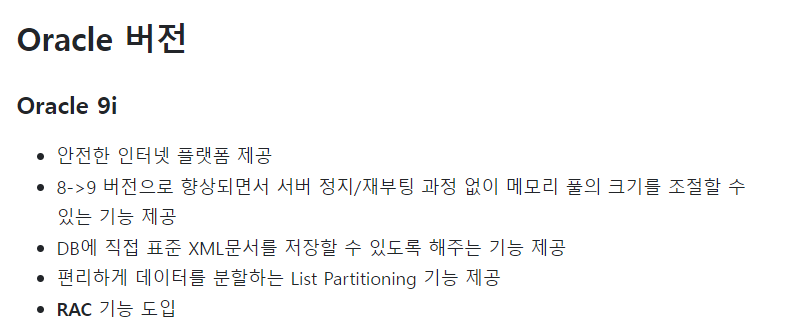 Oracle 버전
Oracle 9i
안전한 인터넷 플랫폼 제공
8->9 버전으로 향상되면서 서버 정지/재부팅 과정 없이 메모리 풀의 크기를 조절할 수
있는 기능 제공
DB에 직접 표준 XML문서를 저장할 수 있도록 해주는 기능 제공
편리하게 데이터를 분할하는 List Partitioning 기능 제공
RAC 기능 도입